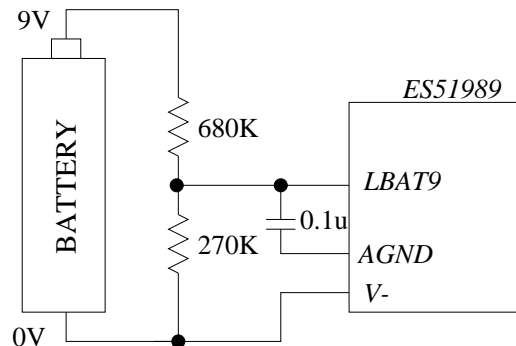 9V
ES51989
BATTERY
680K
LBAT9
0.1u
270K
AGND
V-
0V